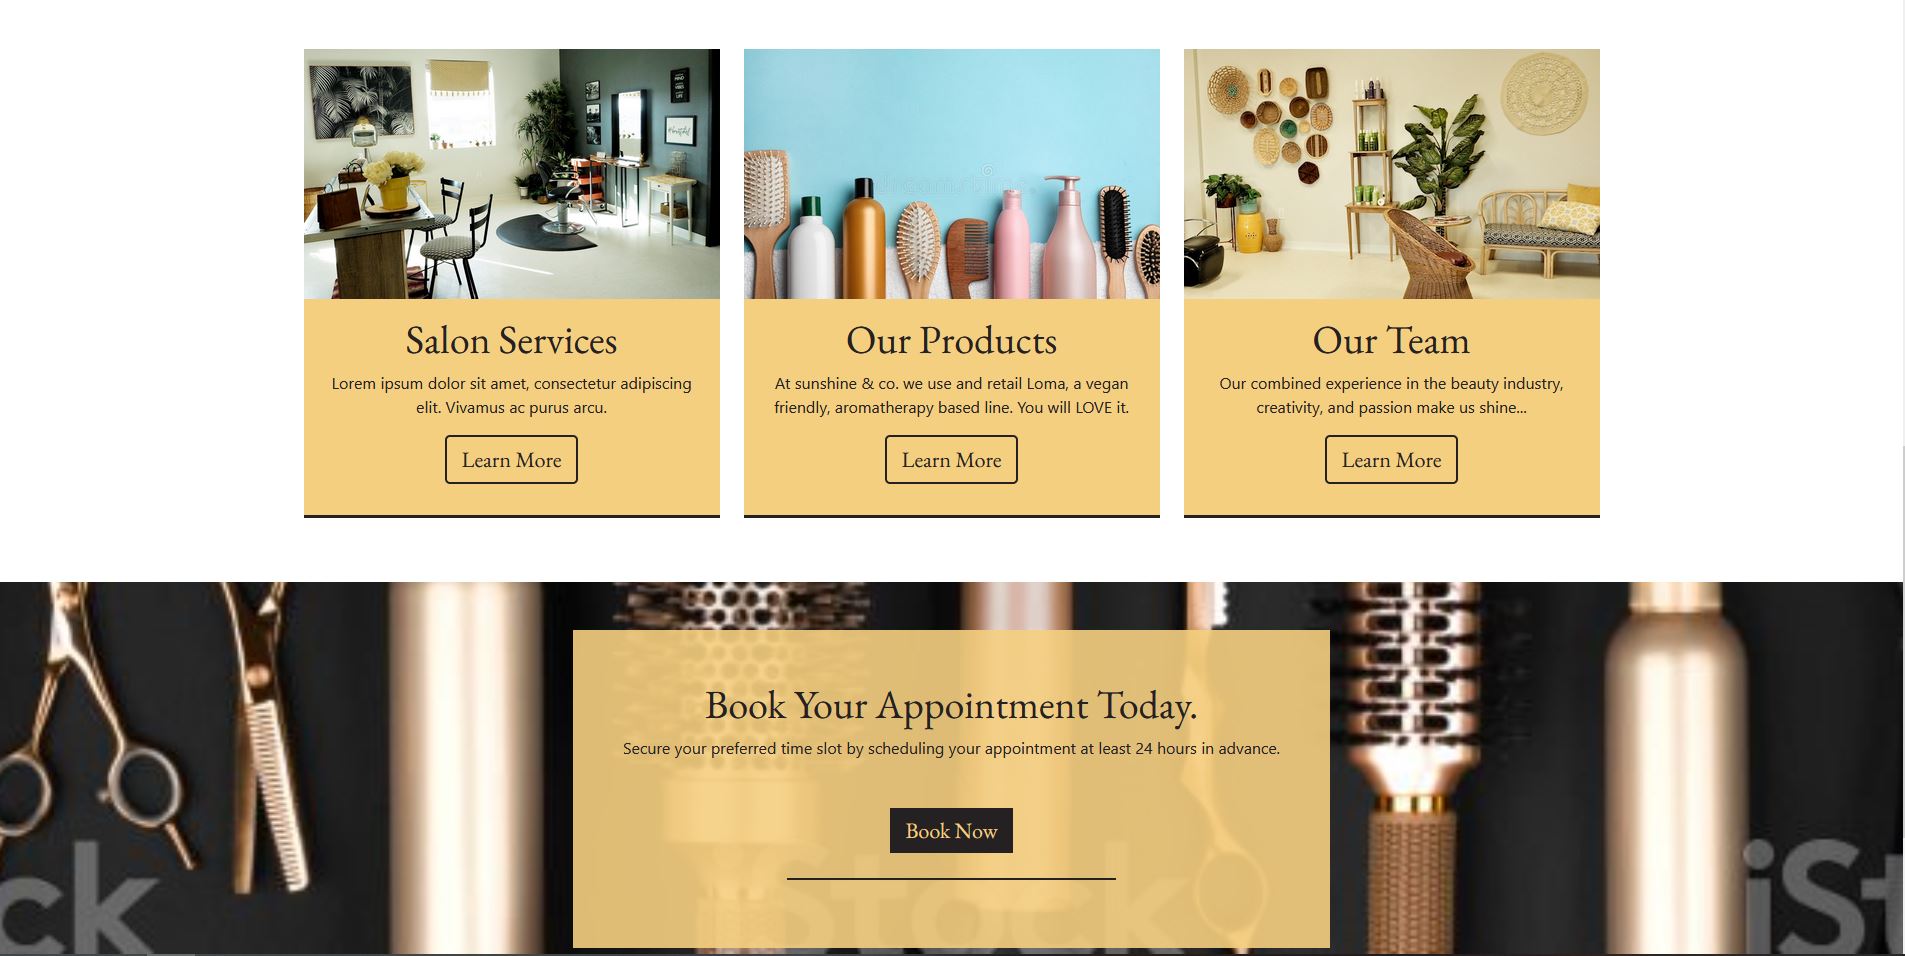 Salon Services
Lorem ipsum dolor sit amet, consectetur adipiscing
elit. Vivamus ac purus arcu.
Learn More
dreamstime
Our Products
At sunshine & co. we use and retail Loma, a vegan
friendly, aromatherapy based line. You will LOVE it.
Learn More
Our Team
Our combined experience in the beauty industry,
creativity, and passion make us shine...
Learn More
Book Your Appointment Today.
Secure your preferred time slot by scheduling your appointment at least 24 hours in advance.
Book Now
ck
iStock
iSt